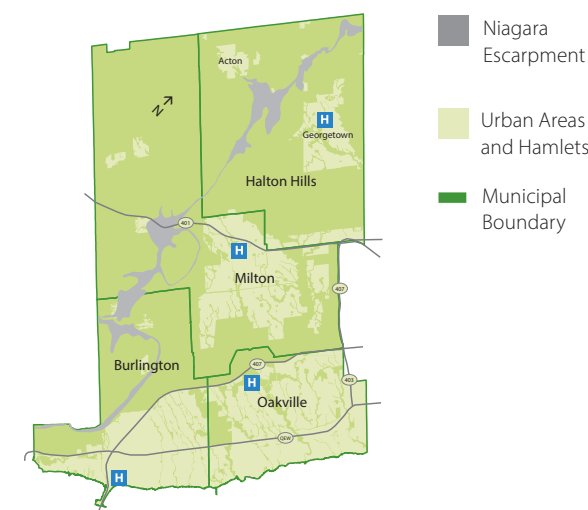 Niagara
Escarpment
Acton
N
H
Georgetown
Urban Areas
and Hamlets
Halton Hills
Municipal
Boundary
401
H
Milton
407
Burlington
407
H
403
Oakville
QEW
H